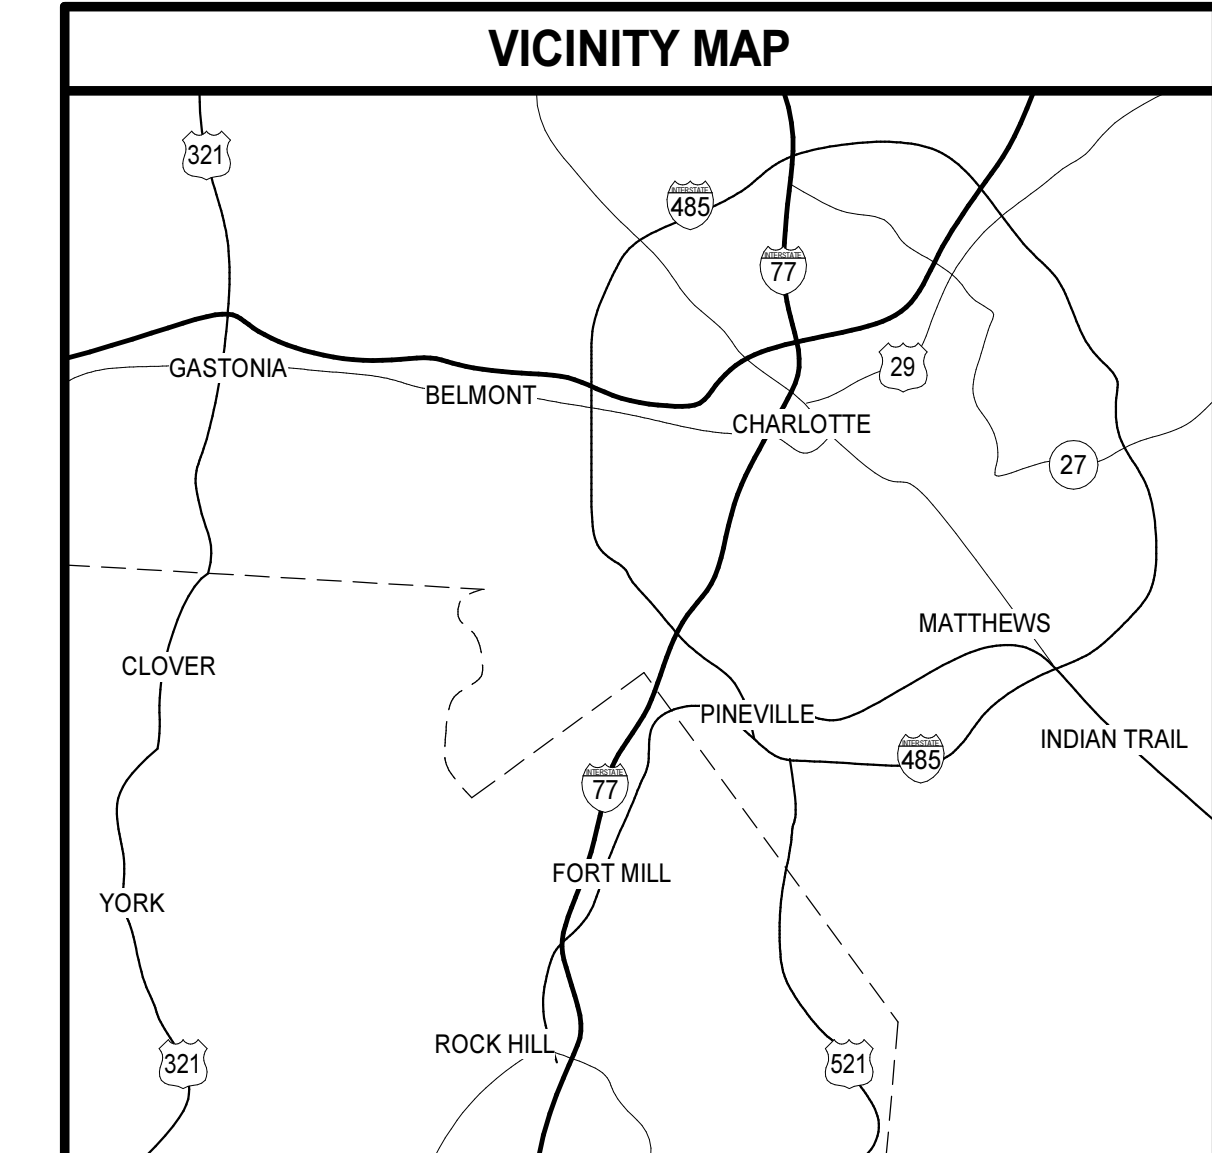 VICINITY MAP
321
INTERSTATE
485
INTERSTATE
77
GASTONIA
29
BELMONT
CHARLOTTE
27
MATTHEWS
CLOVER
PINEVILLE
INDIAN TRAIL
INTERSTATE
485
INTERSTATE
77
FORT MILL
YORK
ROCK HILL
321
521